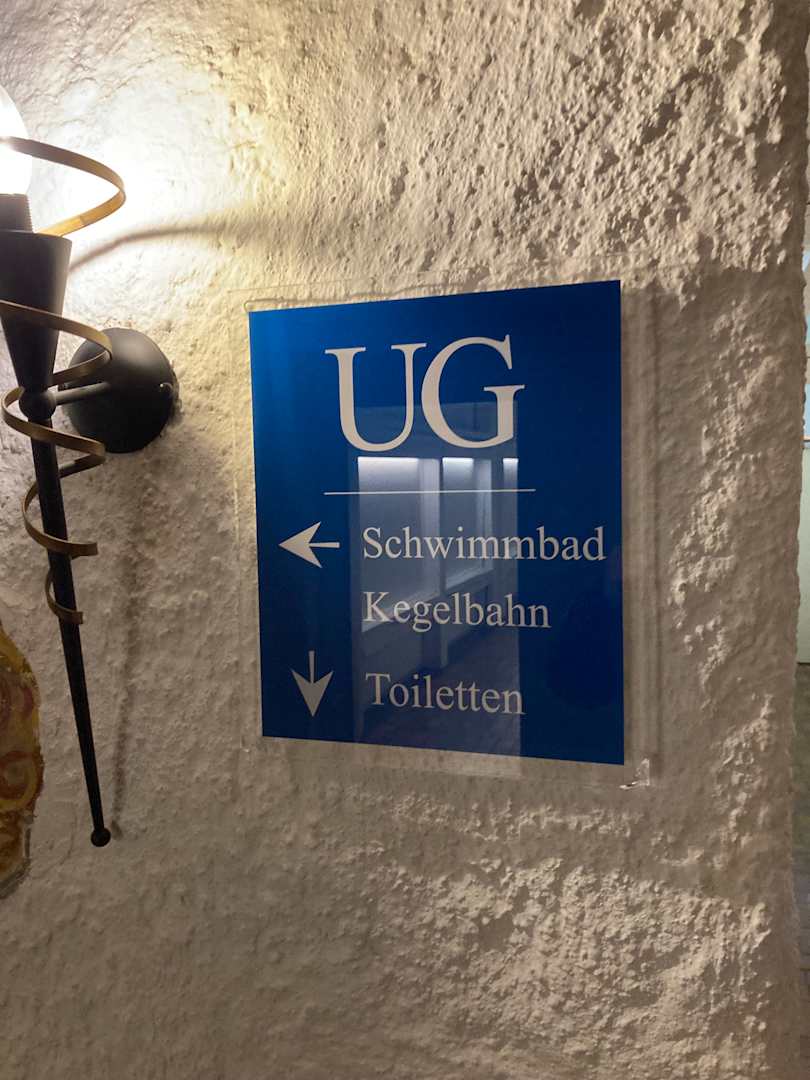 UG
Schwimmbad
Kegelbahn
Toiletten